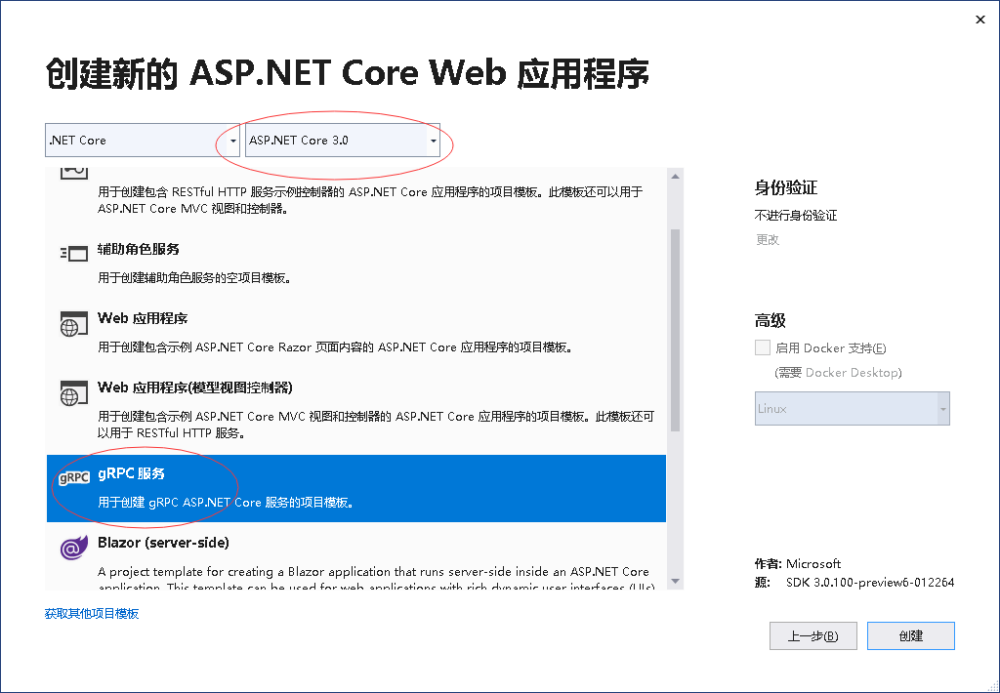 创建新的 ASP.NET Core Web 应用程序
.NET Core
ASP.NET Core 3.0
用于创建包含 RESTful HTTP 服务示例控制器的 ASP.NET Core 应用程序的项目模板。此模板还可以用于
ASP.NET Core MVC 视图和控制器。
辅助角色服务
用于创建辅助角色服务的空项目模板。
Web 应用程序
用于创建包含示例 ASP.NET Core Razor 页面内容的 ASP.NET Core 应用程序的项目模板。
Web 应用程序(模型视图控制器)
用于创建包含示例 ASP.NET Core MVC 视图和控制器的 ASP.NET Core 应用程序的项目模板。此模板还可
以用于 RESTful HTTP 服务。
gRPC
gRPC 服务
用于创建 gRPC ASP.NET Core 服务的项目模板。
Blazor (server-side)
A project template for creating a Blazor application that runs server-side inside an ASP.NET Core
application. This template can be used for web applications with rich dynamic user interfaces (UIs)
获取其他项目模板
身份验证
不进行身份验证
更改
高级
启用 Docker 支持(E)
(需要 Docker Desktop)
Linux
作者: Microsoft
源: SDK 3.0.100-preview6-012264
上一步(B)
创建